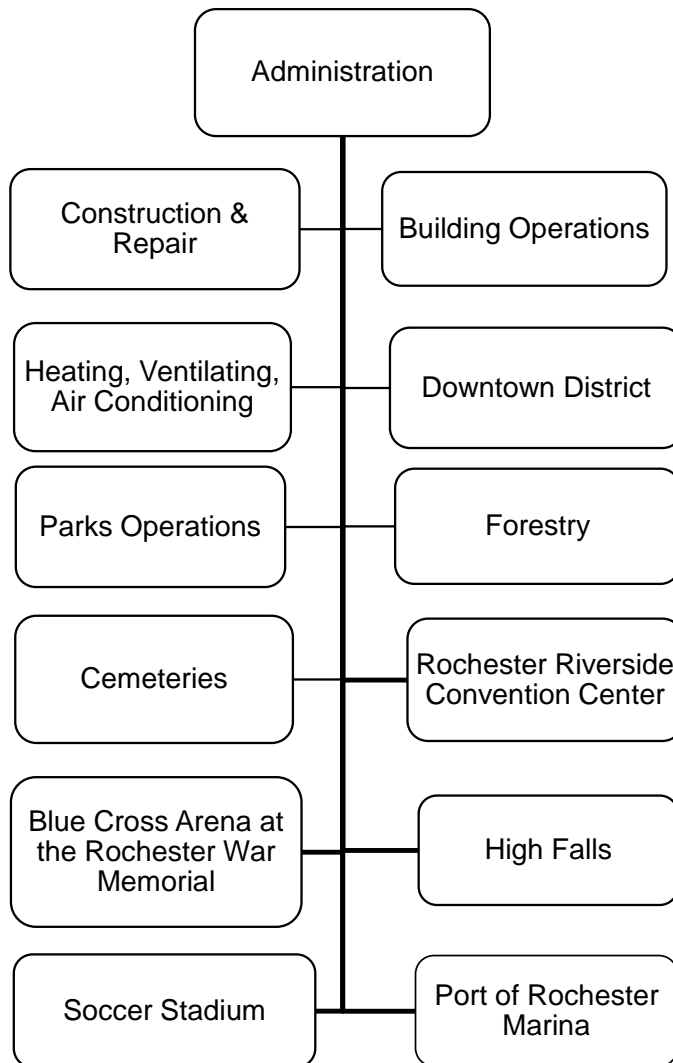 Administration
Construction &
Repair
Building Operations
Heating, Ventilating,
Air Conditioning
Downtown District
Parks Operations
Forestry
Cemeteries
Rochester Riverside
Convention Center
Blue Cross Arena at
the Rochester War
Memorial
High Falls
Soccer Stadium
Port of Rochester
Marina